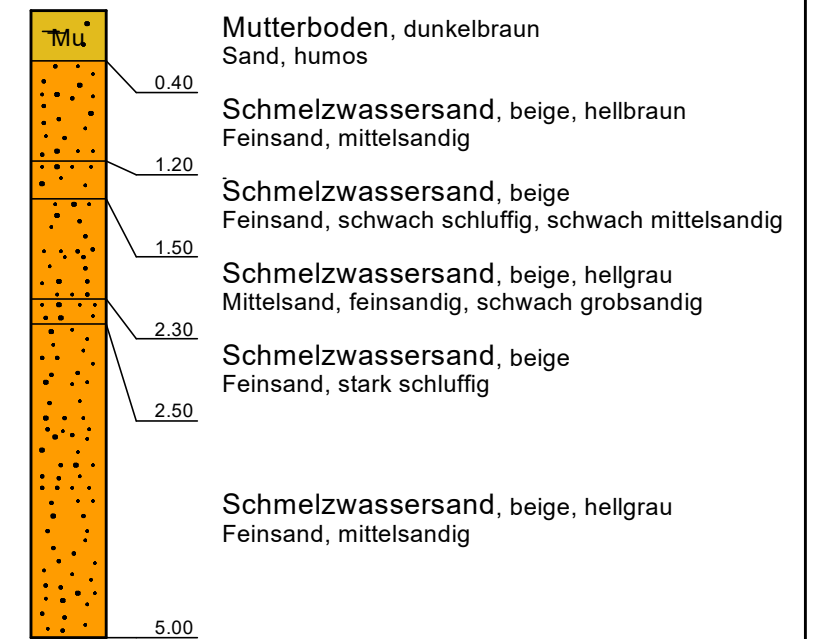 Mu
Mutterboden, dunkelbraun
Sand, humos
0.40
Schmelzwassersand, beige, hellbraun
Feinsand, mittelsandig
1.20
Schmelzwassersand, beige
Feinsand, schwach schluffig, schwach mittelsandig
1.50
Schmelzwassersand, beige, hellgrau
Mittelsand, feinsandig, schwach grobsandig
2.30
Schmelzwassersand, beige
Feinsand, stark schluffig
2.50
Schmelzwassersand, beige, hellgrau
Feinsand, mittelsandig
5.00